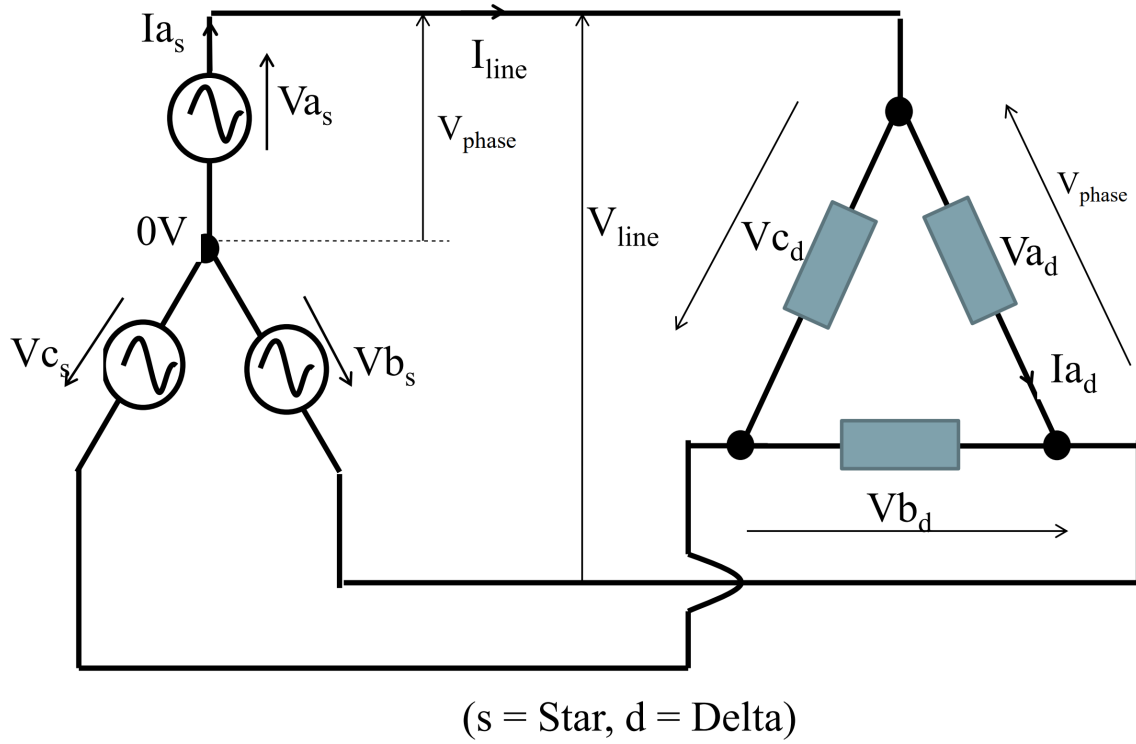 Ia_s
I_line
Va_s
V_phase
0V
V_line
Vc_s
Vb_s
Vc_d
Va_d
V_phase
Ia_d
Vb_d
(s = Star, d = Delta)